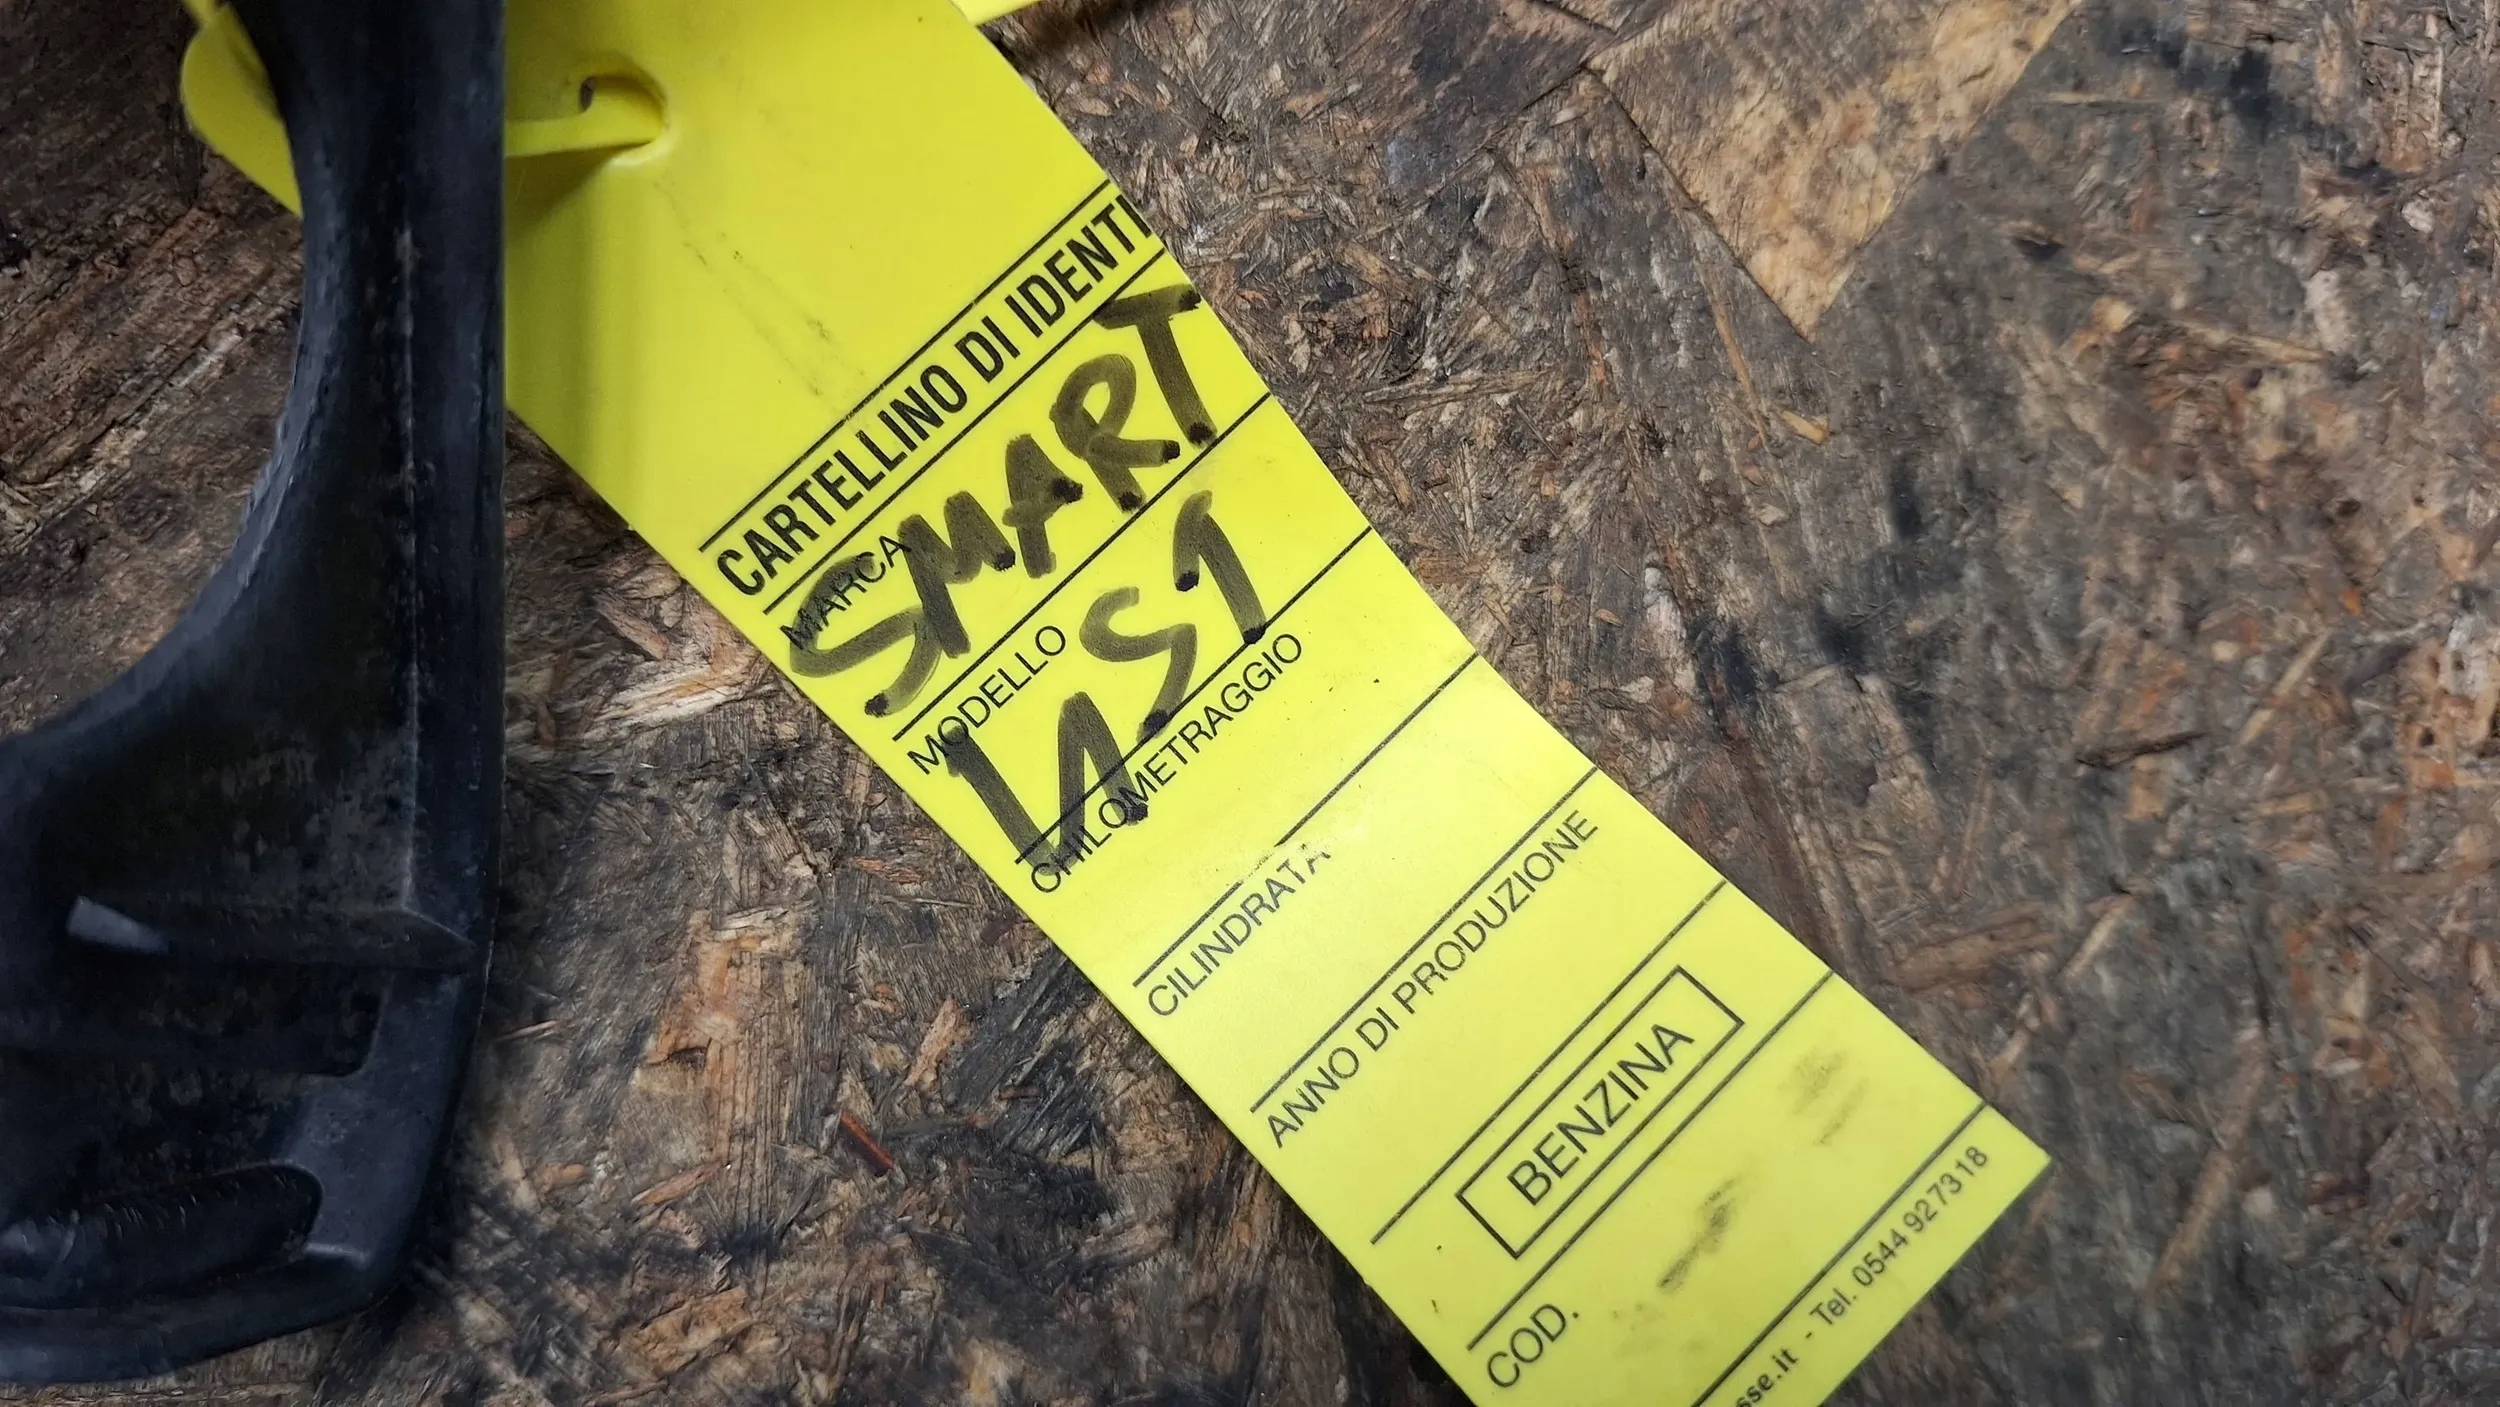 CARTELLINO DI IDENTI
MARCA
SMART
MODELLO
451
CHILOMETRAGGIO
CILINDRATA
ANNO DI PRODUZIONE
BENZINA
COD.
sse.it - Tel. 0544 927318